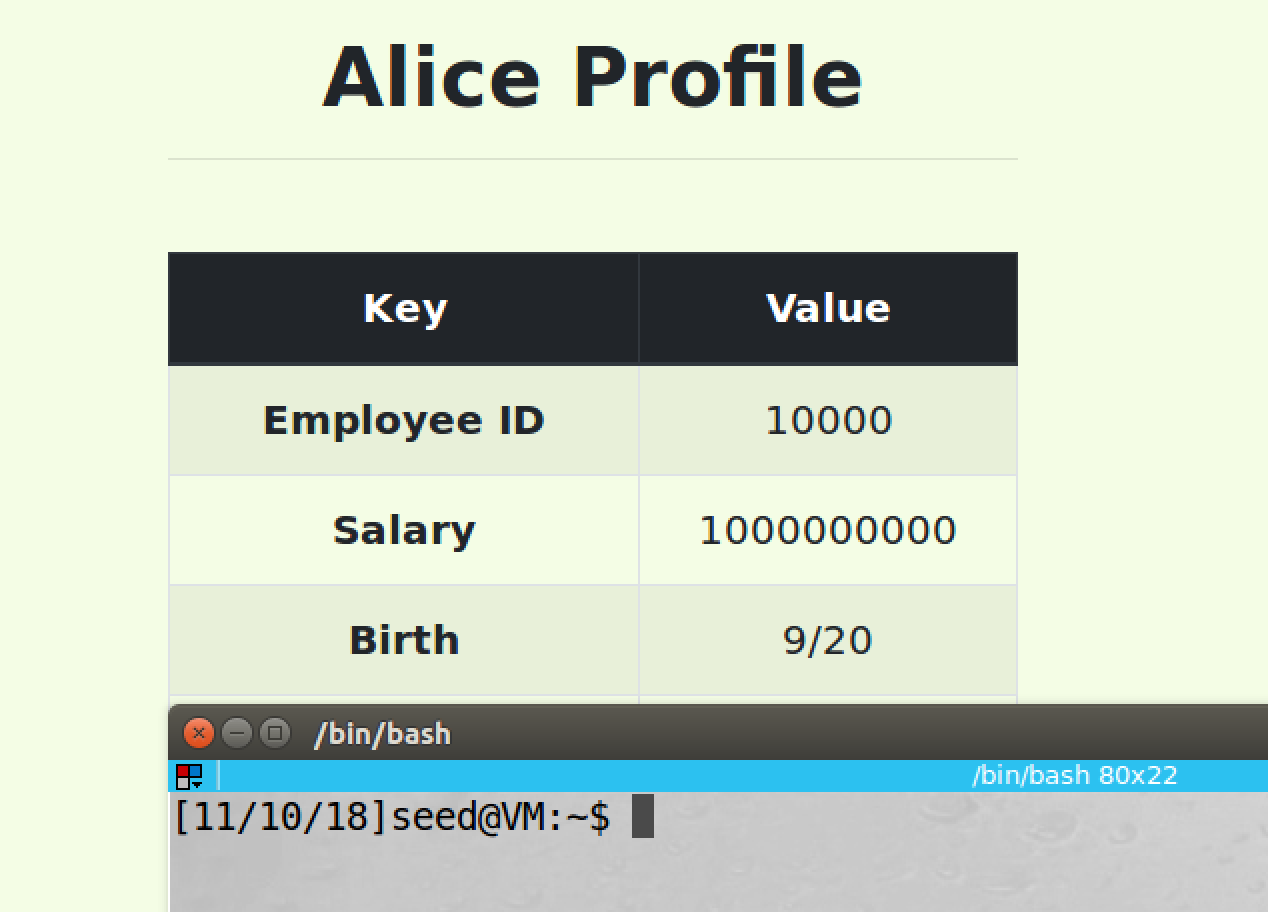 Alice Profile
Key Value
Employee ID 10000
Salary 1000000000
Birth 9/20
/bin/bash
/bin/bash 80x22
[11/10/18]seed@VM:~$